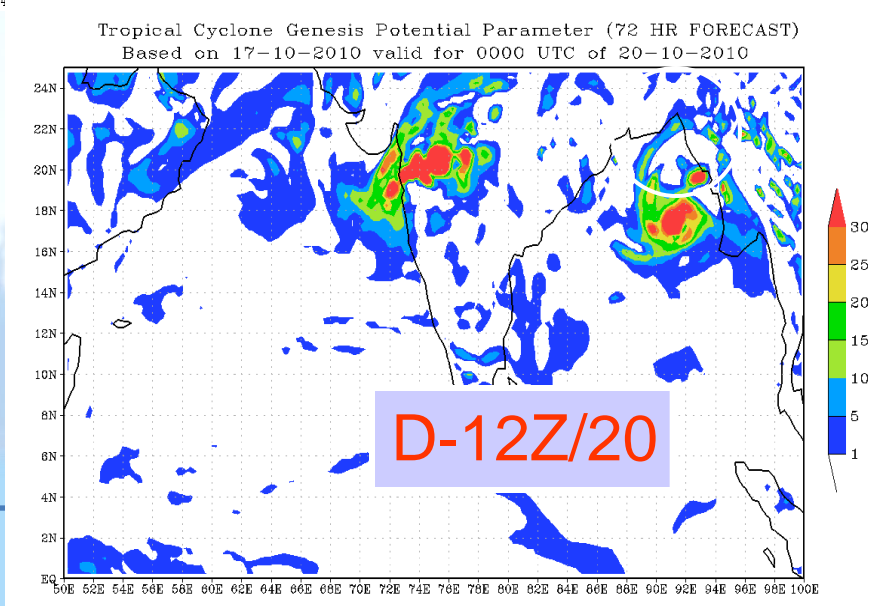 Tropical Cyclone Genesis Potential Parameter (72 HR FORECAST)
Based on 17-10-2010 valid for 0000 UTC of 20-10-2010
24N
22N
20N
18N
16N
14N
12N
10N
8N
6N
4N
2N
EQ
50E 52E 54E 56E 58E 60E 62E 64E 66E 68E 70E 72E 74E 76E 78E 80E 82E 84E 86E 88E 90E 92E 94E 96E 98E 100E
30
25
20
15
10
5
1
D-12Z/20